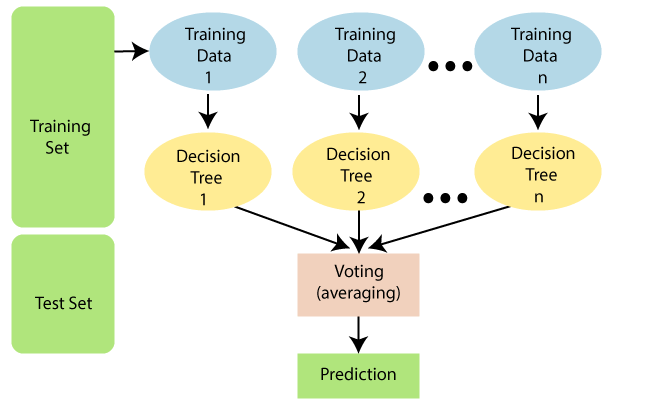 Training
Set
Test Set
Training
Data
1
Training
Data
2
Training
Data
n
Decision
Tree
1
Decision
Tree
2
Decision
Tree
n
Voting
(averaging)
Prediction